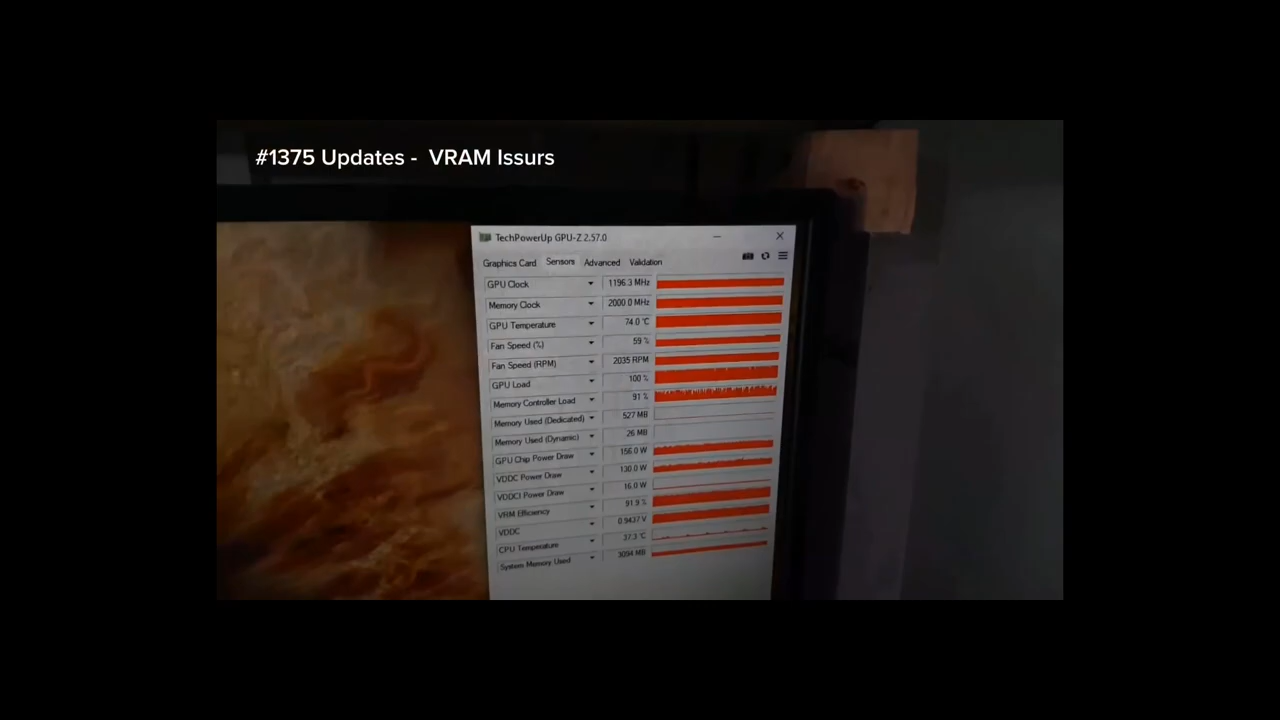 #1375 Updates - VRAM Issurs
TechPowerUp GPU-Z 2.57.0
Graphics Card Sensors Advanced Validation
GPU Clock 1196.3 MHz
Memory Clock 2000.0 MHz
GPU Temperature 74.0 °C
Fan Speed (%) 59 %
Fan Speed (RPM) 2035 RPM
GPU Load 100 %
Memory Controller Load 91 %
Memory Used (Dedicated) 527 MB
Memory Used (Dynamic) 26 MB
GPU Chip Power Draw 156.0 W
VDDC Power Draw 130.0 W
VDDCI Power Draw 16.0 W
VRM Efficiency 91.9 %
VDDC 0.9437 V
CPU Temperature 37.3 °C
System Memory Used 3094 MB